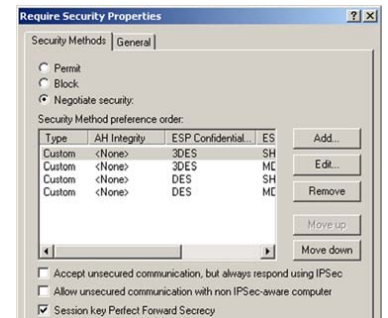 Require Security Properties
Security Methods General
Permit
Block
Negotiate security:
Security Method preference order:
Type AH Integrity ESP Confidential... ES
Custom <None> 3DES SH
Custom <None> 3DES MD
Custom <None> DES SH
Custom <None> DES MD
Add...
Edit...
Remove
Move up
Move down
Accept unsecured communication, but always respond using IPSec
Allow unsecured communication with non IPSec-aware computer
Session key Perfect Forward Secrecy